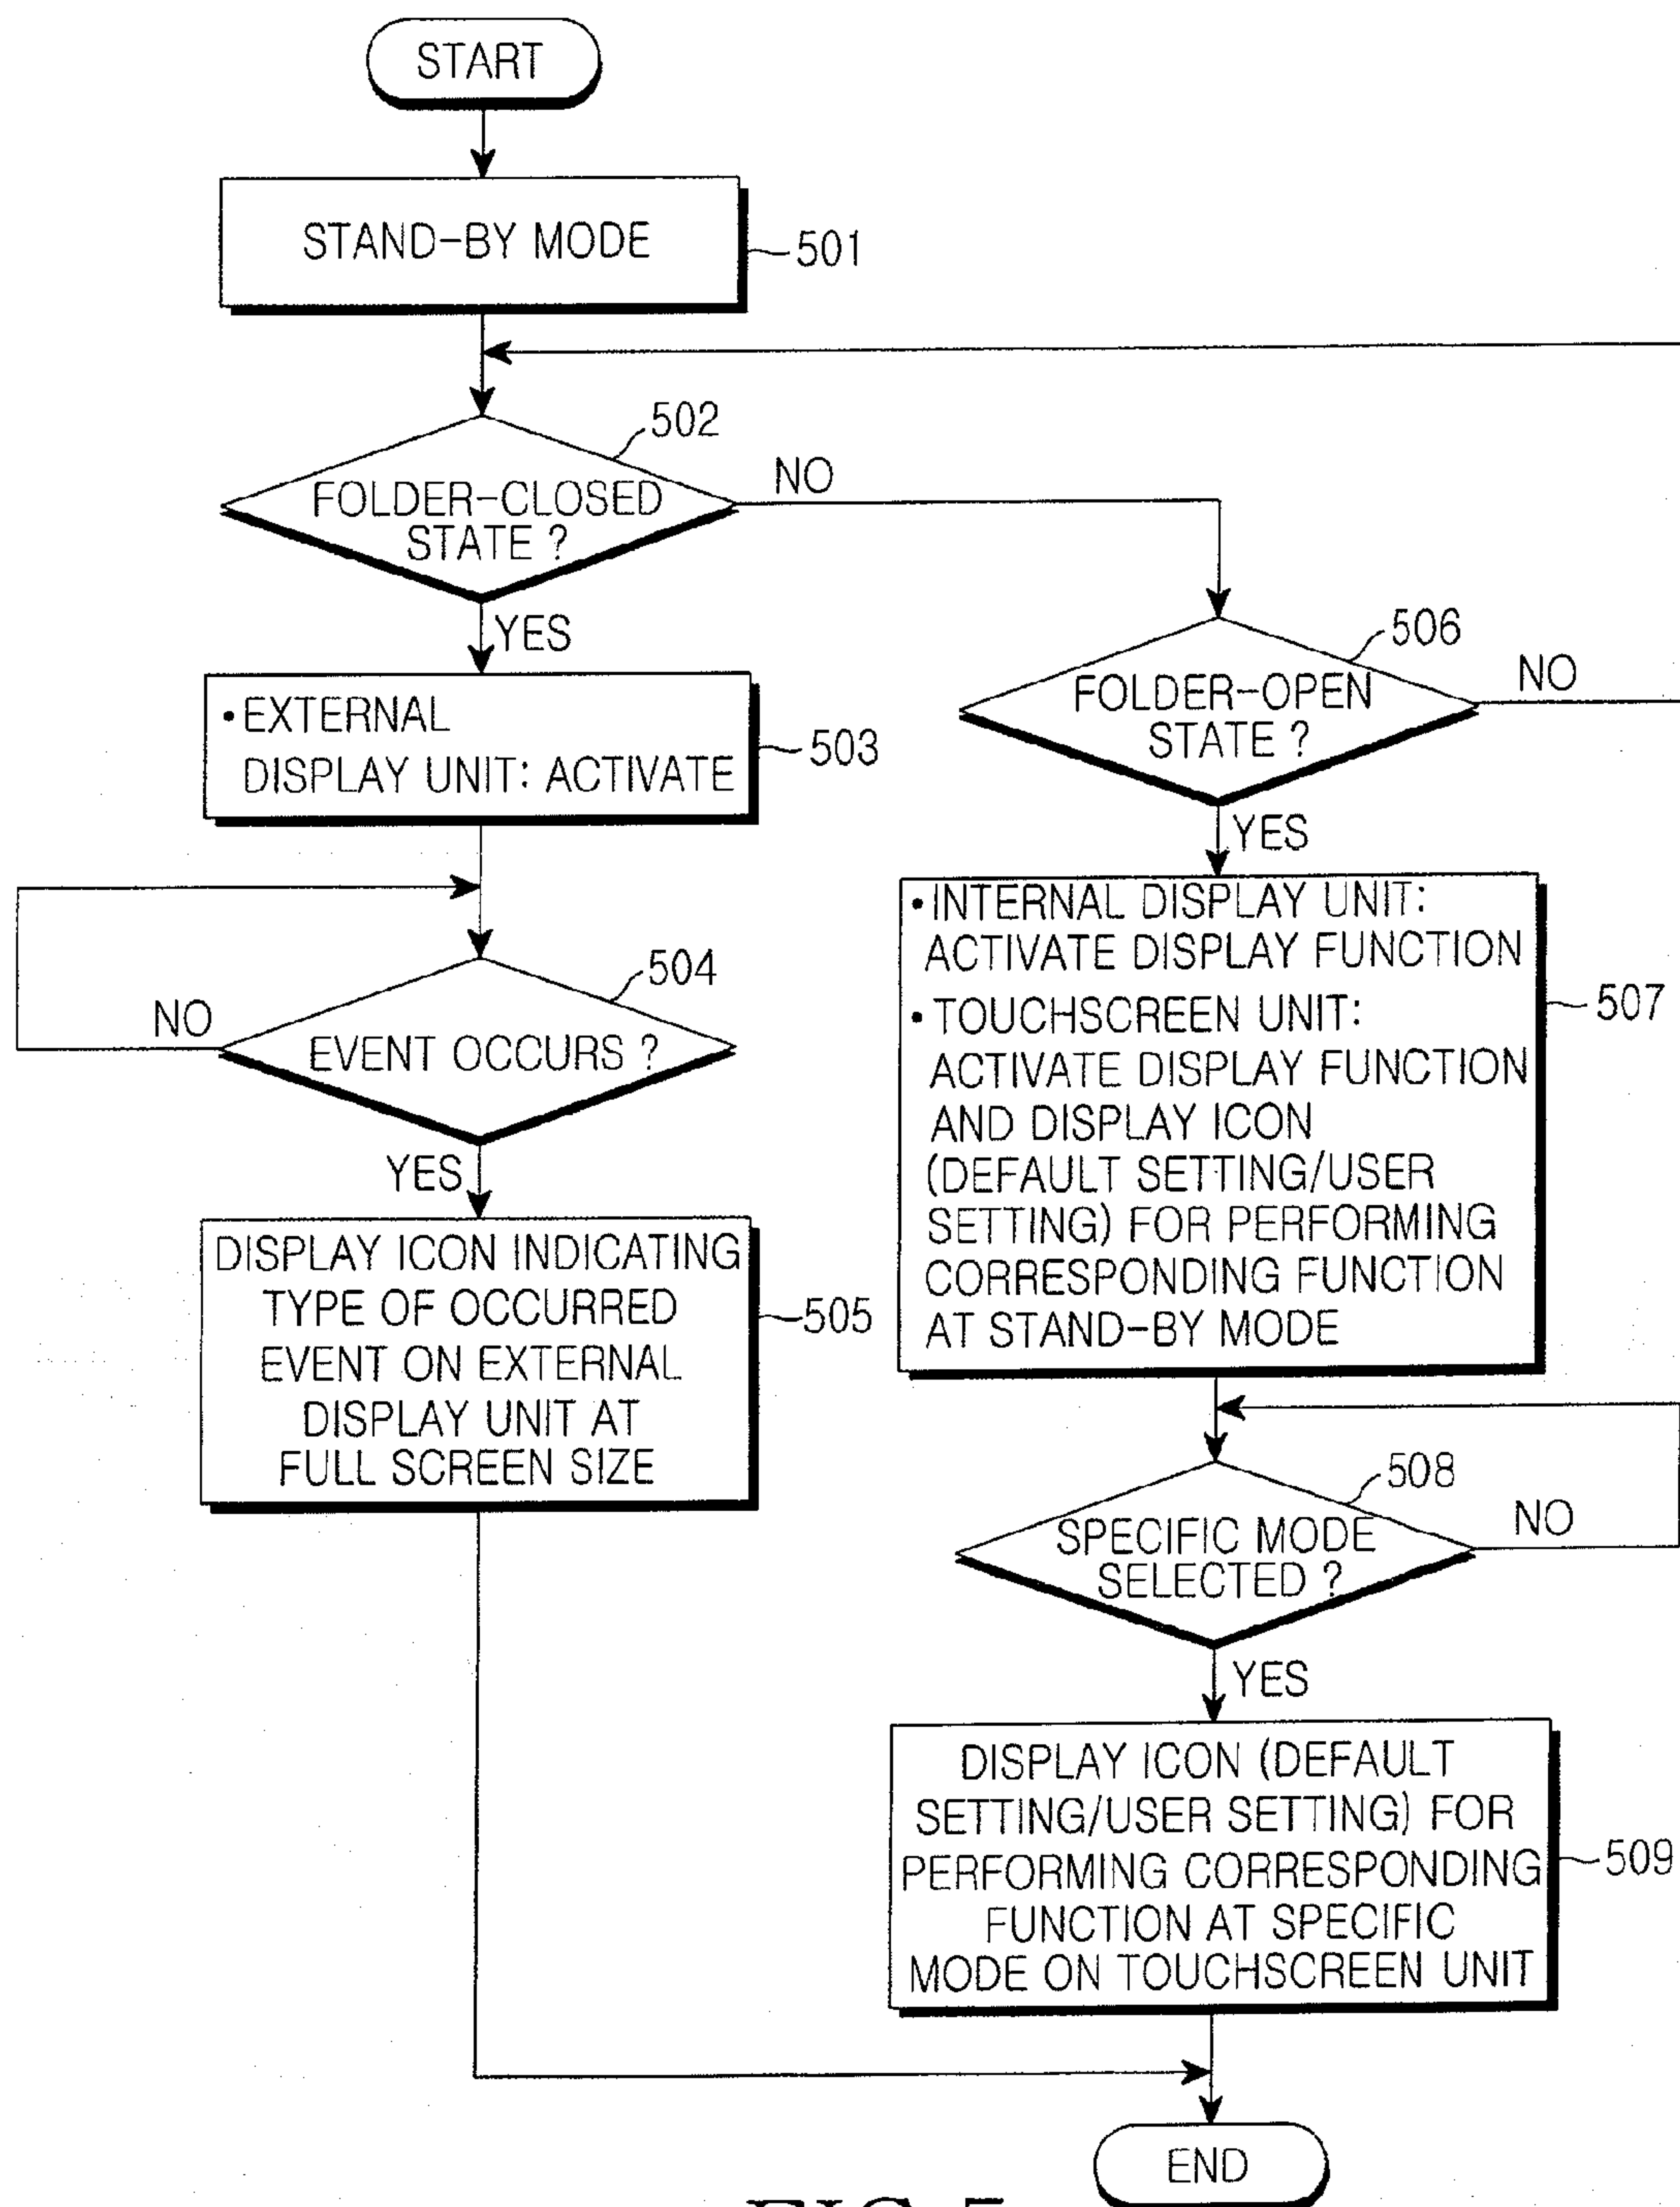 START
STAND-BY MODE
501
502
FOLDER-CLOSED
STATE ?
NO
YES
• EXTERNAL
DISPLAY UNIT: ACTIVATE
503
504
EVENT OCCURS ?
NO
YES
DISPLAY ICON INDICATING
TYPE OF OCCURRED
EVENT ON EXTERNAL
DISPLAY UNIT AT
FULL SCREEN SIZE
505
506
FOLDER-OPEN
STATE ?
NO
YES
• INTERNAL DISPLAY UNIT:
ACTIVATE DISPLAY FUNCTION
• TOUCHSCREEN UNIT:
ACTIVATE DISPLAY FUNCTION
AND DISPLAY ICON
(DEFAULT SETTING/USER
SETTING) FOR PERFORMING
CORRESPONDING FUNCTION
AT STAND-BY MODE
507
508
SPECIFIC MODE
SELECTED ?
NO
YES
DISPLAY ICON (DEFAULT
SETTING/USER SETTING) FOR
PERFORMING CORRESPONDING
FUNCTION AT SPECIFIC
MODE ON TOUCHSCREEN UNIT
509
END